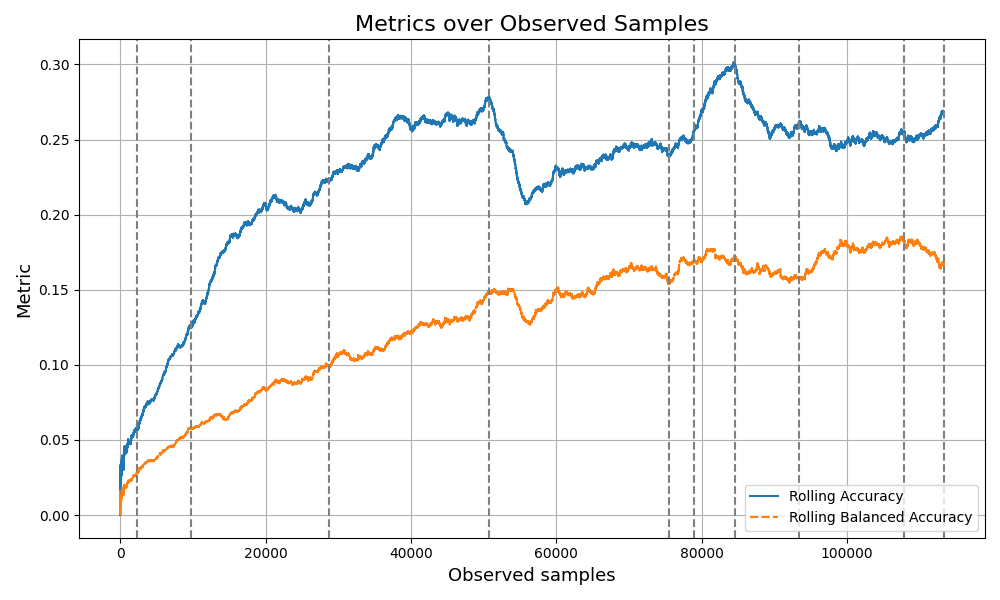 Metrics over Observed Samples
Metric
0.30
0.25
0.20
0.15
0.10
0.05
0.00
0 20000 40000 60000 80000 100000
Observed samples
Rolling Accuracy
Rolling Balanced Accuracy